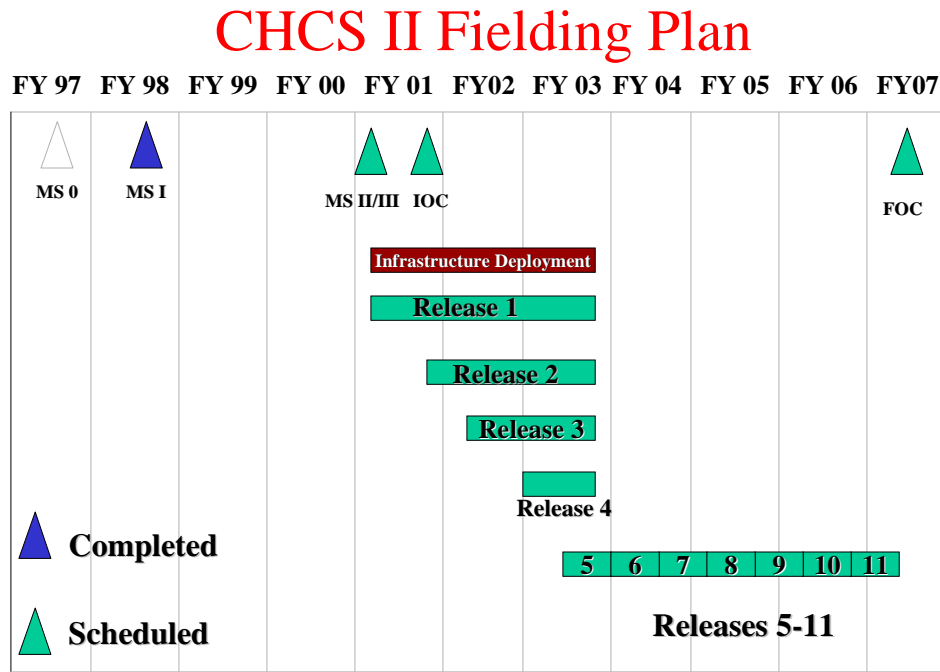 CHCS II Fielding Plan
FY 97 FY 98 FY 99 FY 00 FY 01 FY02 FY 03 FY 04 FY 05 FY 06 FY07
MS 0 MS I MS II/III IOC FOC
Infrastructure Deployment
Release 1
Release 2
Release 3
Release 4
Completed
5 6 7 8 9 10 11
Releases 5-11
Scheduled